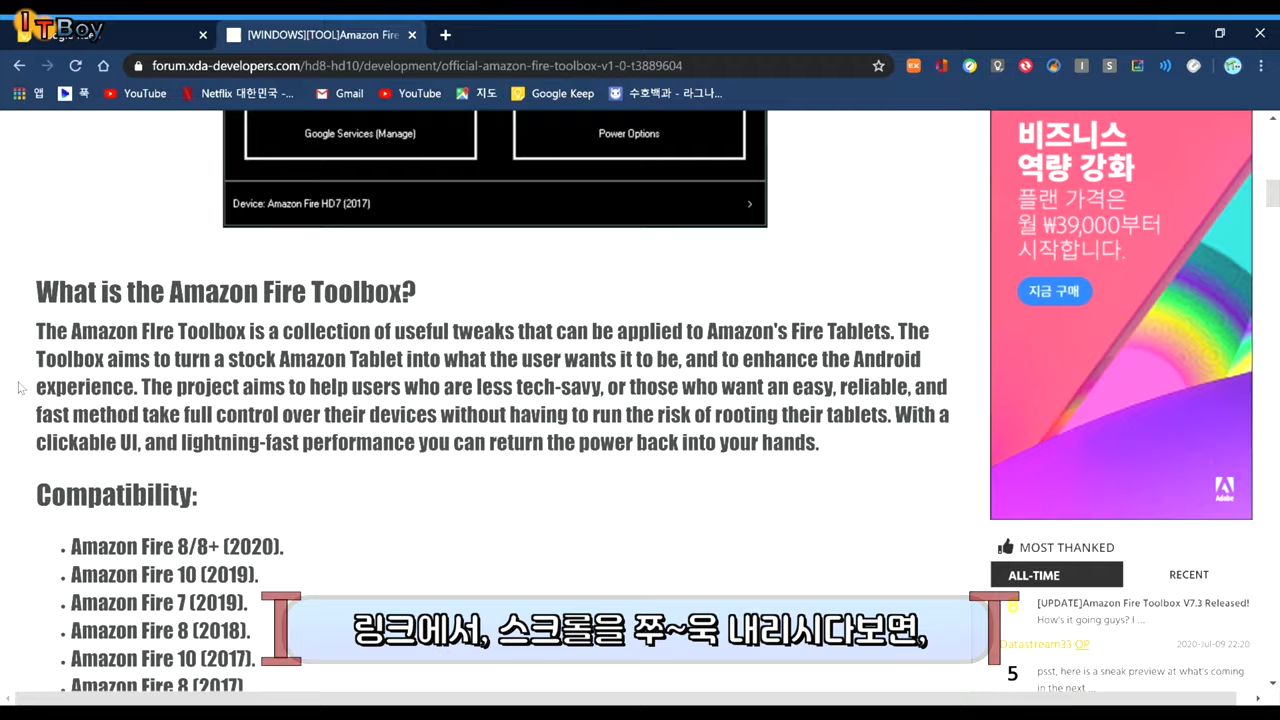 ITBoy
[WINDOWS][TOOL]Amazon Fire
forum.xda-developers.com/hd8-hd10/development/official-amazon-fire-toolbox-v1-0-t3889604
앱
푹
YouTube
Netflix 대한민국 -...
Gmail
YouTube
지도
Google Keep
수호백과 - 라그나...
Google Services (Manage)
Power Options
Device: Amazon Fire HD7 (2017)
What is the Amazon Fire Toolbox?
The Amazon FIre Toolbox is a collection of useful tweaks that can be applied to Amazon's Fire Tablets. The
Toolbox aims to turn a stock Amazon Tablet into what the user wants it to be, and to enhance the Android
experience. The project aims to help users who are less tech-savy, or those who want an easy, reliable, and
fast method take full control over their devices without having to run the risk of rooting their tablets. With a
clickable UI, and lightning-fast performance you can return the power back into your hands.
Compatibility:
• Amazon Fire 8/8+ (2020).
• Amazon Fire 10 (2019).
• Amazon Fire 7 (2019).
• Amazon Fire 8 (2018).
• Amazon Fire 10 (2017).
• Amazon Fire 8 (2017)
비즈니스
역량 강화
플랜 가격은
월 ₩39,000부터
시작합니다.
지금 구매
Adobe
MOST THANKED
ALL-TIME
RECENT
8
[UPDATE]Amazon Fire Toolbox V7.3 Released!
How's it going guys? I ...
Datastream33 OP
2020-Jul-09 22:20
5
psst, here is a sneak preview at what's coming
in the next ...
링크에서, 스크롤을 쭈~욱 내리시다보면,